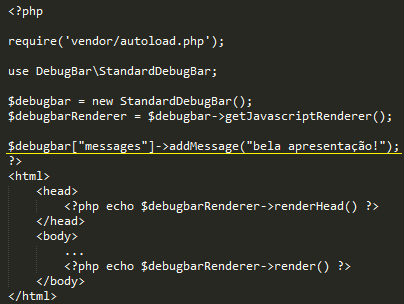 <?php
require('vendor/autoload.php');
use DebugBar\StandardDebugBar;
$debugbar = new StandardDebugBar();
$debugbarRenderer = $debugbar->getJavascriptRenderer();
$debugbar["messages"]->addMessage("bela apresentação!");
?>
<html>
    <head>
        <?php echo $debugbarRenderer->renderHead() ?>
    </head>
    <body>
        ...
        <?php echo $debugbarRenderer->render() ?>
    </body>
</html>